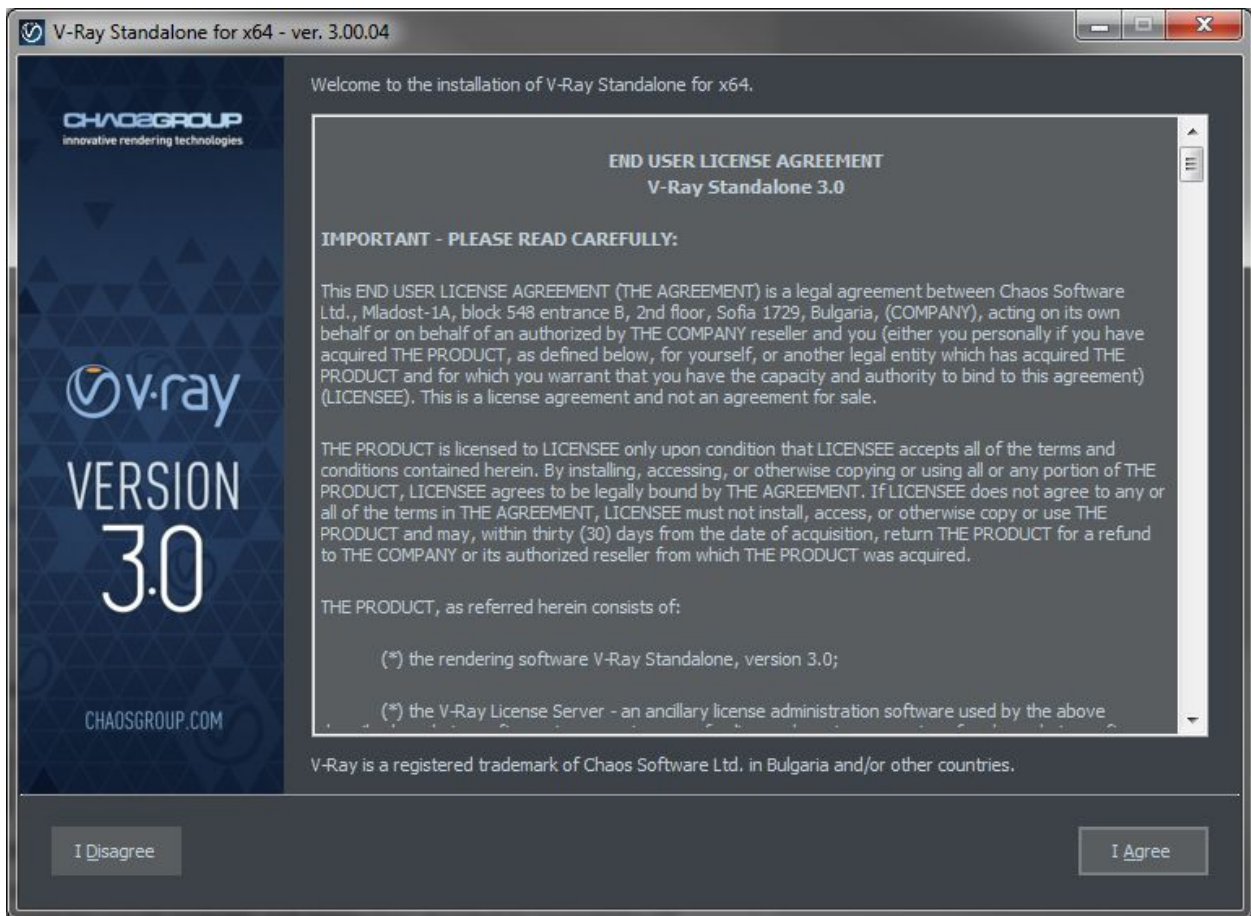 V-Ray Standalone for x64 - ver. 3.00.04
CHAOSGROUP
innovative rendering technologies
v·ray
VERSION
3.0
CHAOSGROUP.COM
Welcome to the installation of V-Ray Standalone for x64.
END USER LICENSE AGREEMENT
V-Ray Standalone 3.0
IMPORTANT - PLEASE READ CAREFULLY:
This END USER LICENSE AGREEMENT (THE AGREEMENT) is a legal agreement between Chaos Software
Ltd., Mladost-1A, block 548 entrance B, 2nd floor, Sofia 1729, Bulgaria, (COMPANY), acting on its own
behalf or on behalf of an authorized by THE COMPANY reseller and you (either you personally if you have
acquired THE PRODUCT, as defined below, for yourself, or another legal entity which has acquired THE
PRODUCT and for which you warrant that you have the capacity and authority to bind to this agreement)
(LICENSEE). This is a license agreement and not an agreement for sale.
THE PRODUCT is licensed to LICENSEE only upon condition that LICENSEE accepts all of the terms and
conditions contained herein. By installing, accessing, or otherwise copying or using all or any portion of THE
PRODUCT, LICENSEE agrees to be legally bound by THE AGREEMENT. If LICENSEE does not agree to any or
all of the terms in THE AGREEMENT, LICENSEE must not install, access, or otherwise copy or use THE
PRODUCT and may, within thirty (30) days from the date of acquisition, return THE PRODUCT for a refund
to THE COMPANY or its authorized reseller from which THE PRODUCT was acquired.
THE PRODUCT, as referred herein consists of:
(*) the rendering software V-Ray Standalone, version 3.0;
(*) the V-Ray License Server - an ancillary license administration software used by the above
V-Ray is a registered trademark of Chaos Software Ltd. in Bulgaria and/or other countries.
I Disagree
I Agree